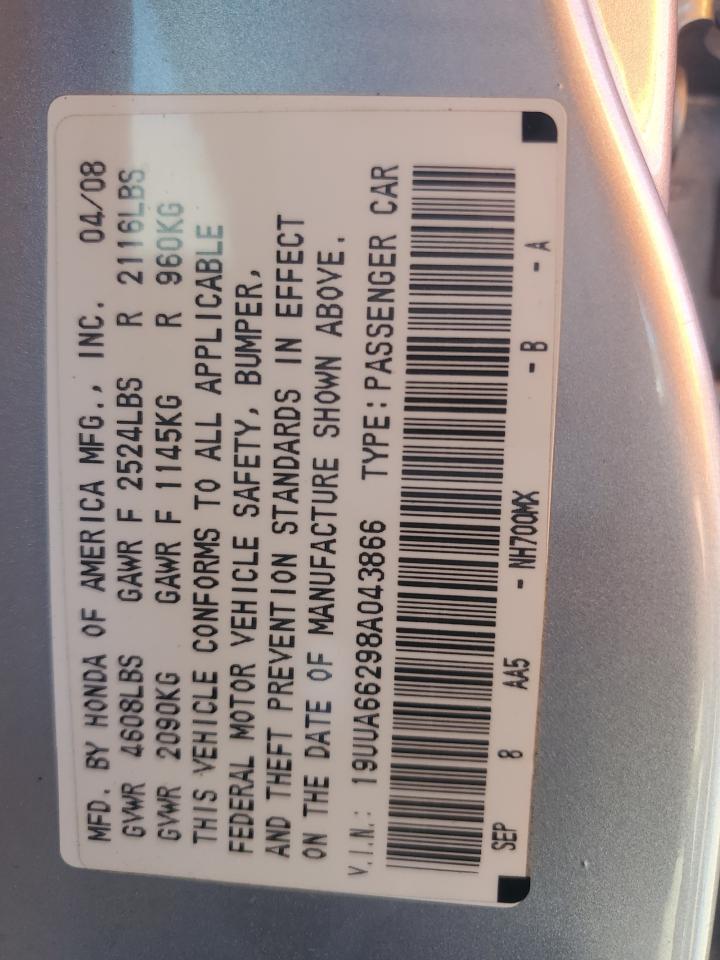 MFD. BY HONDA OF AMERICA MFG., INC. 04/08
GVWR 4608LBS GAWR F 2524LBS R 2116LBS
GVWR 2090KG GAWR F 1145KG R 960KG
THIS VEHICLE CONFORMS TO ALL APPLICABLE
FEDERAL MOTOR VEHICLE SAFETY, BUMPER,
AND THEFT PREVENTION STANDARDS IN EFFECT
ON THE DATE OF MANUFACTURE SHOWN ABOVE.
V.I.N.: 19UUA66298A043866 TYPE:PASSENGER CAR
SEP 8 AA5 - NH700MX - B - A